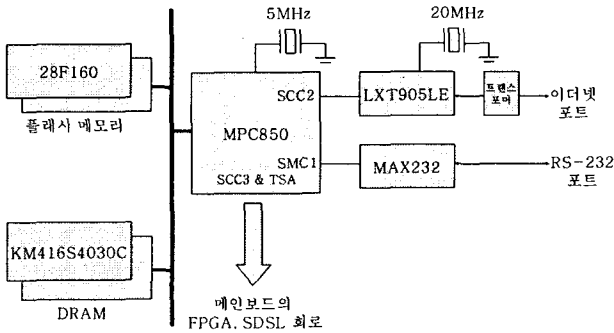 5MHz
20MHz
28F160
플래시 메모리
MPC850
SCC2
LXT905LE
트랜스
포머
이더넷
포트
SMC1
SCC3 & TSA
MAX232
RS-232
포트
KM416S4030C
DRAM
메인보드의
FPGA, SDSL 회로